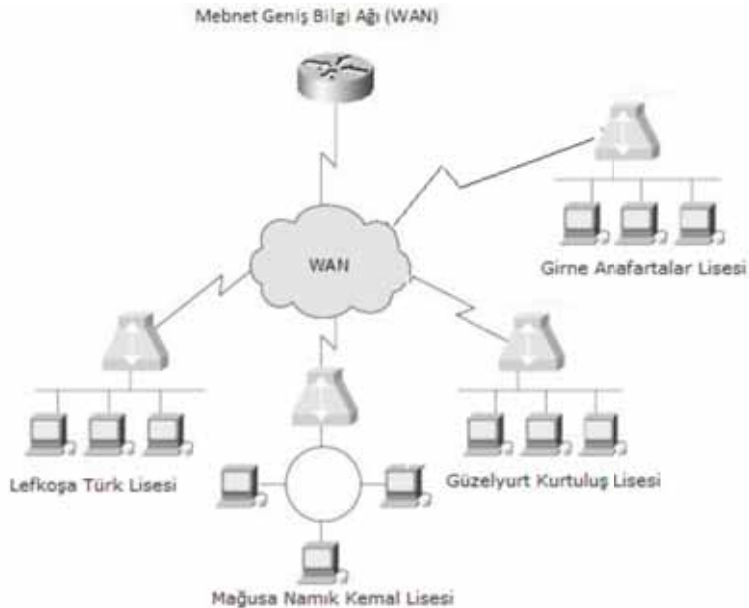 Mebnet Geniş Bilgi Ağı (WAN)
WAN
Girne Anafartalar Lisesi
Lefkoşa Türk Lisesi
Güzelyurt Kurtuluş Lisesi
Mağusa Namık Kemal Lisesi